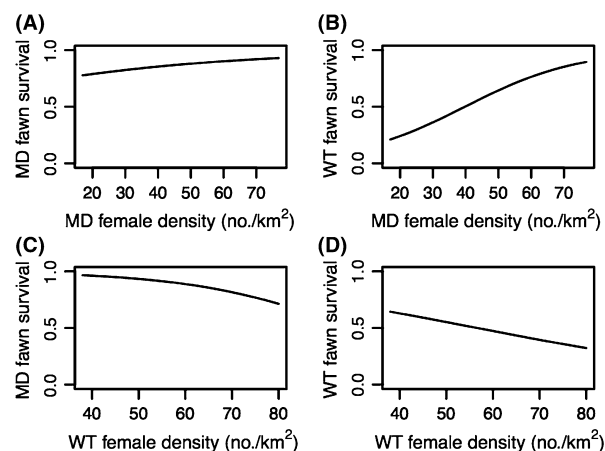 (A)
MD fawn survival
0.0 0.5 1.0
20 30 40 50 60 70
MD female density (no./km²)
(B)
WT fawn survival
0.0 0.5 1.0
20 30 40 50 60 70
MD female density (no./km²)
(C)
MD fawn survival
0.0 0.5 1.0
40 50 60 70 80
WT female density (no./km²)
(D)
WT fawn survival
0.0 0.5 1.0
40 50 60 70 80
WT female density (no./km²)